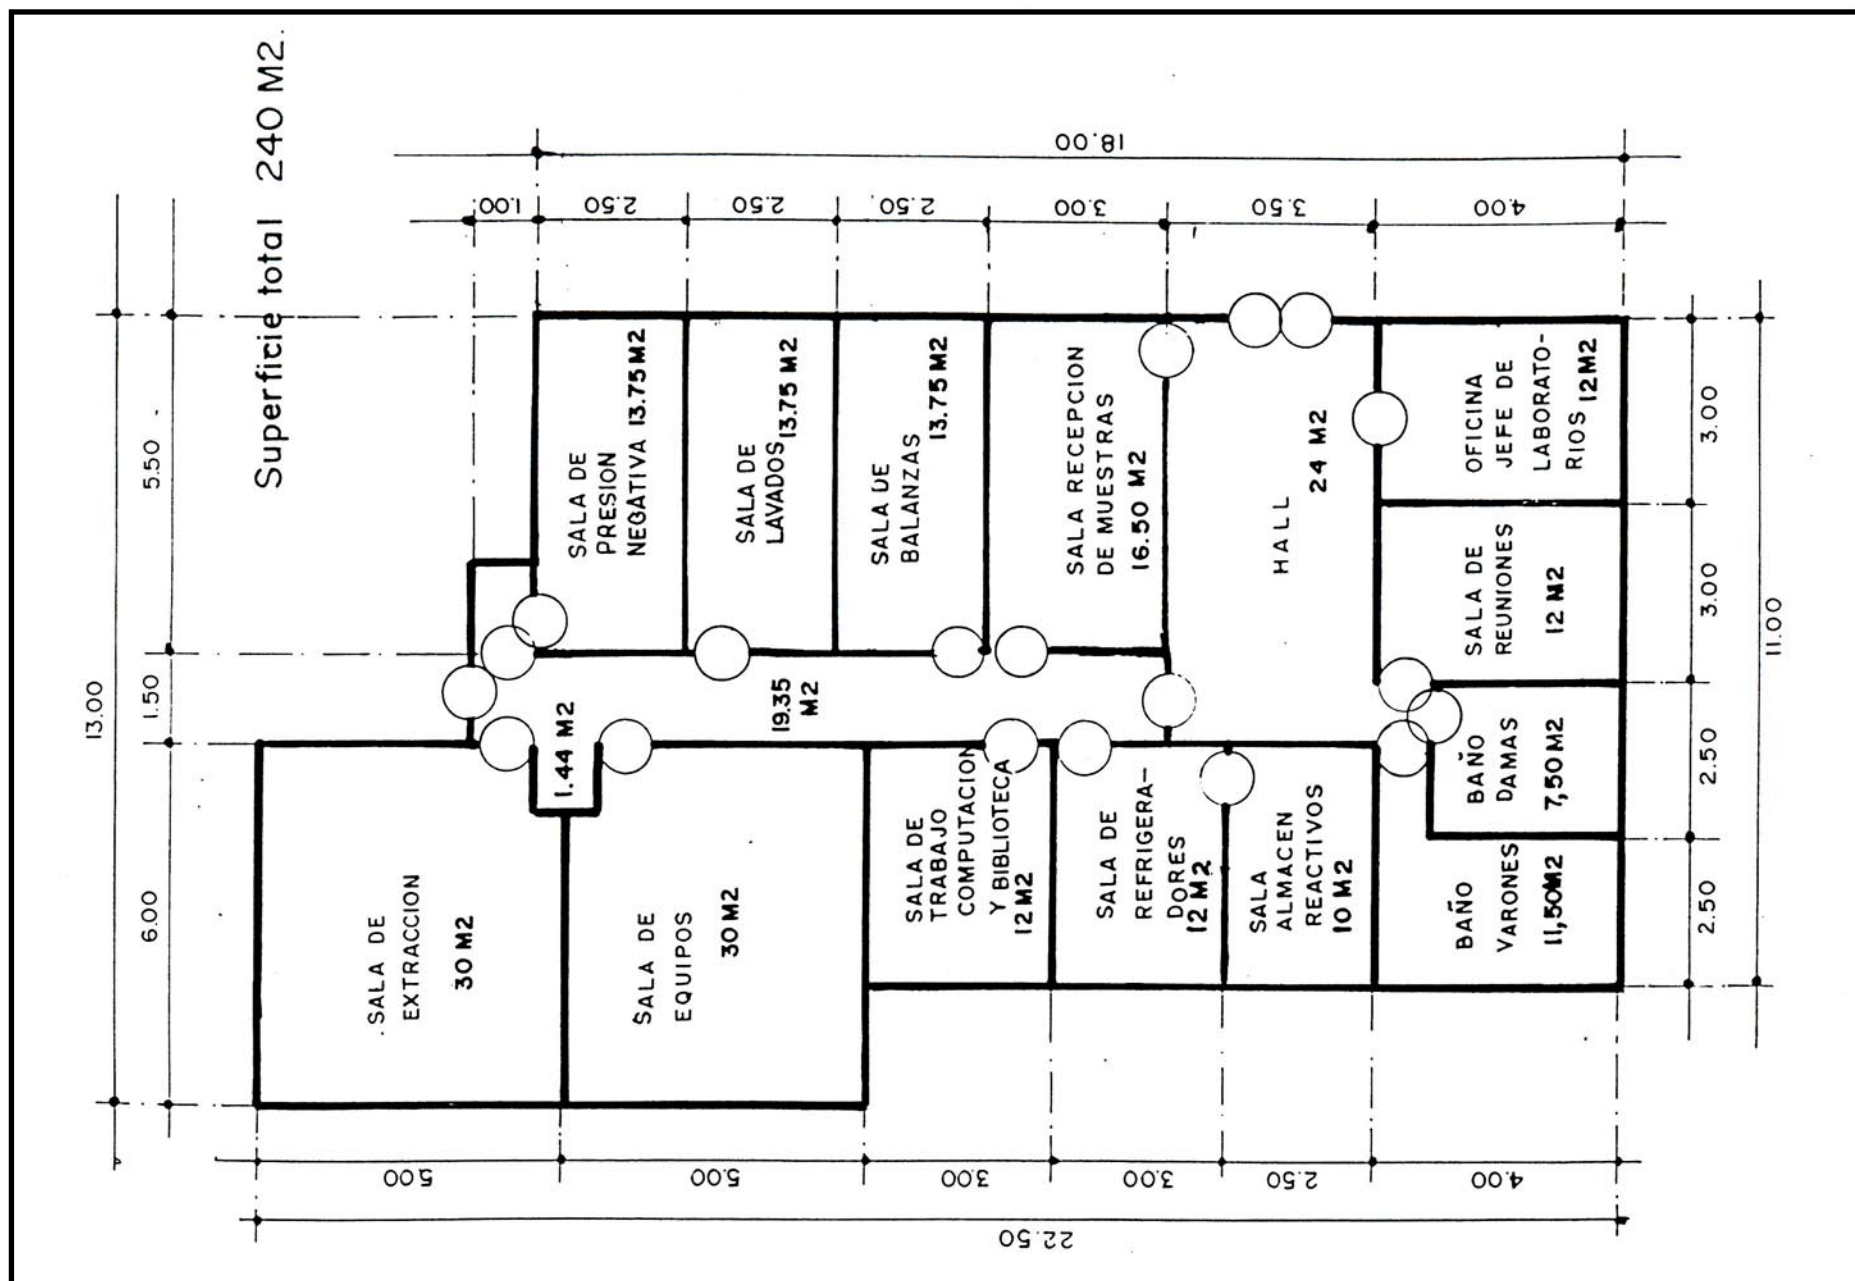 Superficie total 240 M2.
18.00
1.00
2.50
2.50
2.50
3.00
3.50
4.00
13.00
5.50
1.50
6.00
SALA DE
PRESION
NEGATIVA 13.75 M2
SALA DE
LAVADOS
13.75 M2
SALA DE
BALANZAS
13.75 M2
SALA RECEPCION
DE MUESTRAS
16.50 M2
HALL
24 M2
OFICINA
JEFE DE
LABORATO-
RIOS 12M2
SALA DE
REUNIONES
12 M2
BAÑO
DAMAS
7,50 M2
BAÑO
VARONES
11,50M2
1.44 M2
19.35
M2
SALA DE
EXTRACCION
30 M2
SALA DE
EQUIPOS
30 M2
SALA DE
TRABAJO
COMPUTACION
Y BIBLIOTECA
12M2
SALA DE
REFRIGERA-
DORES
12 M2
SALA
ALMACEN
REACTIVOS
10 M2
3.00
3.00
2.50
2.50
11.00
5.00
5.00
3.00
3.00
2.50
4.00
22.50